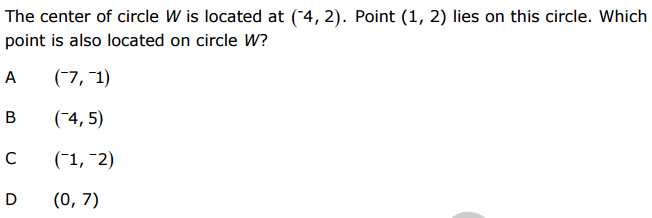 The center of circle W is located at (⁻4, 2). Point (1, 2) lies on this circle. Which
point is also located on circle W?
A (⁻7, ⁻1)
B (⁻4, 5)
C (⁻1, ⁻2)
D (0, 7)